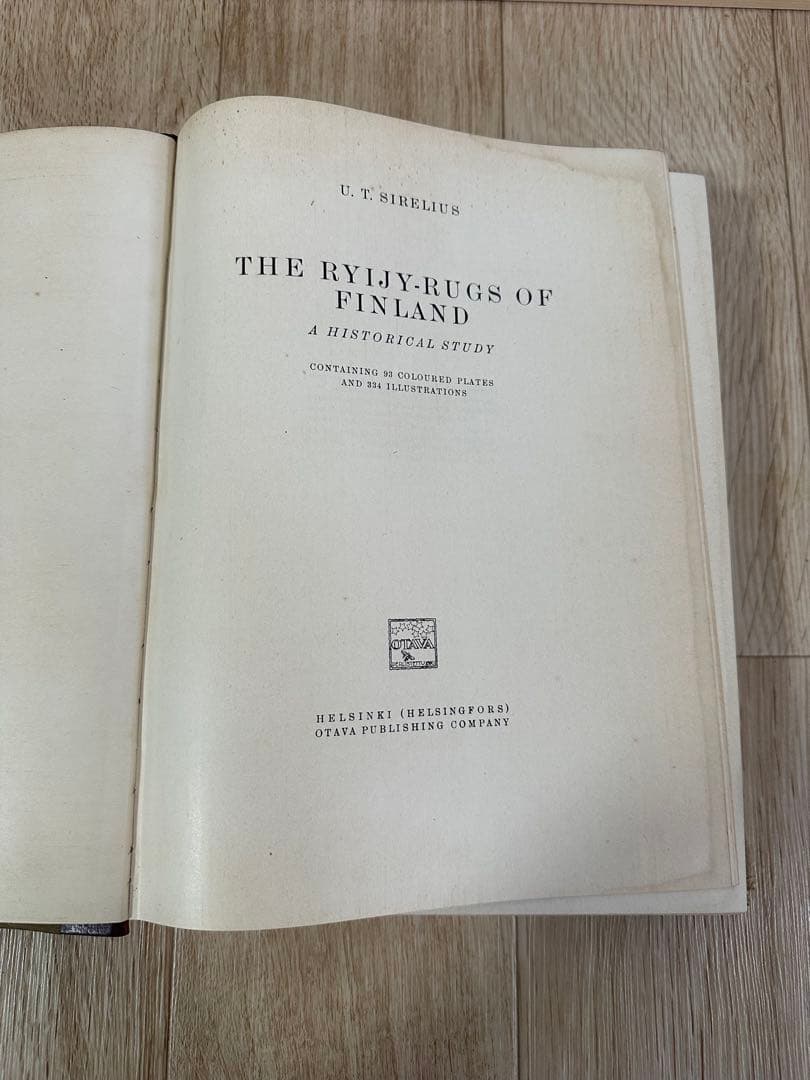 U. T. SIRELIUS
THE RYIJY-RUGS OF
FINLAND
A HISTORICAL STUDY
CONTAINING 93 COLOURED PLATES
AND 334 ILLUSTRATIONS
OTAVA
HELSINKI (HELSINGFORS)
OTAVA PUBLISHING COMPANY